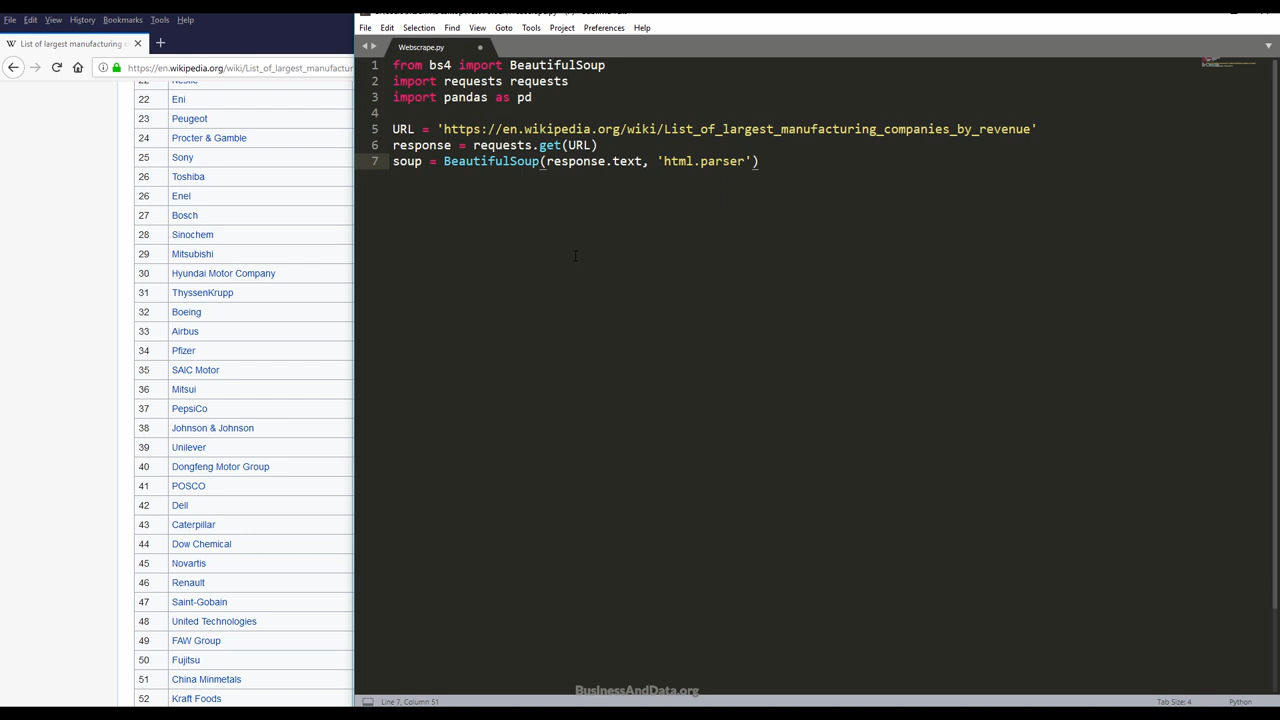 File Edit View History Bookmarks Tools Help
List of largest manufacturing
https://en.wikipedia.org/wiki/List_of_largest_manufactur
22 Eni
23 Peugeot
24 Procter & Gamble
25 Sony
26 Toshiba
26 Enel
27 Bosch
28 Sinochem
29 Mitsubishi
30 Hyundai Motor Company
31 ThyssenKrupp
32 Boeing
33 Airbus
34 Pfizer
35 SAIC Motor
36 Mitsui
37 PepsiCo
38 Johnson & Johnson
39 Unilever
40 Dongfeng Motor Group
41 POSCO
42 Dell
43 Caterpillar
44 Dow Chemical
45 Novartis
46 Renault
47 Saint-Gobain
48 United Technologies
49 FAW Group
50 Fujitsu
51 China Minmetals
52 Kraft Foods
File Edit Selection Find View Goto Tools Project Preferences Help
Webscrape.py
1 from bs4 import BeautifulSoup
2 import requests requests
3 import pandas as pd
4
5 URL = 'https://en.wikipedia.org/wiki/List_of_largest_manufacturing_companies_by_revenue'
6 response = requests.get(URL)
7 soup = BeautifulSoup(response.text, 'html.parser')
BusinessAndData.org
Line 7, Column 51 Tab Size: 4 Python